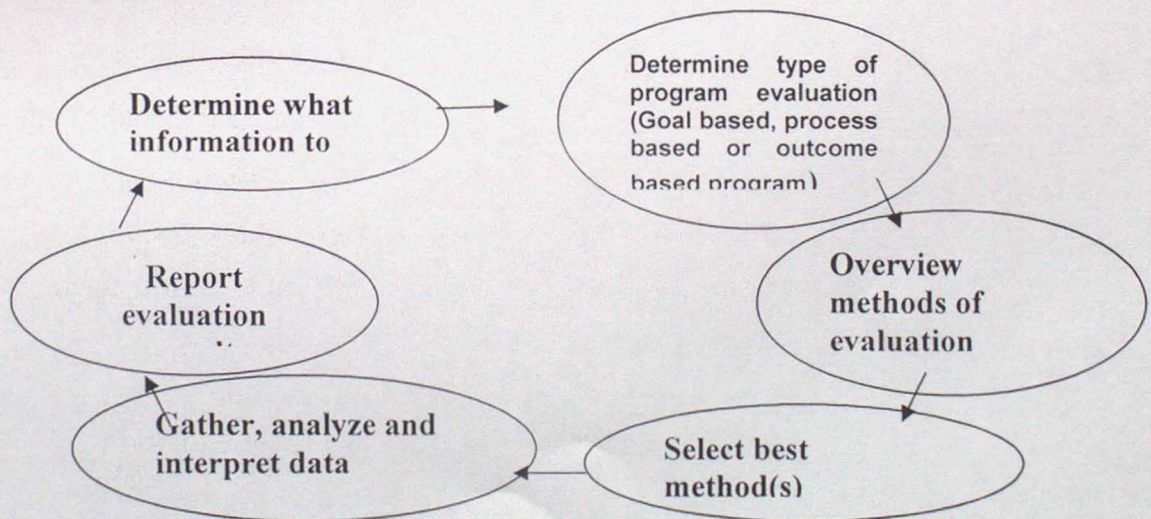 Determine what
information to
Determine type of
program evaluation
(Goal based, process
based or outcome
based program)
Overview
methods of
evaluation
Select best
method(s)
Gather, analyze and
interpret data
Report
evaluation